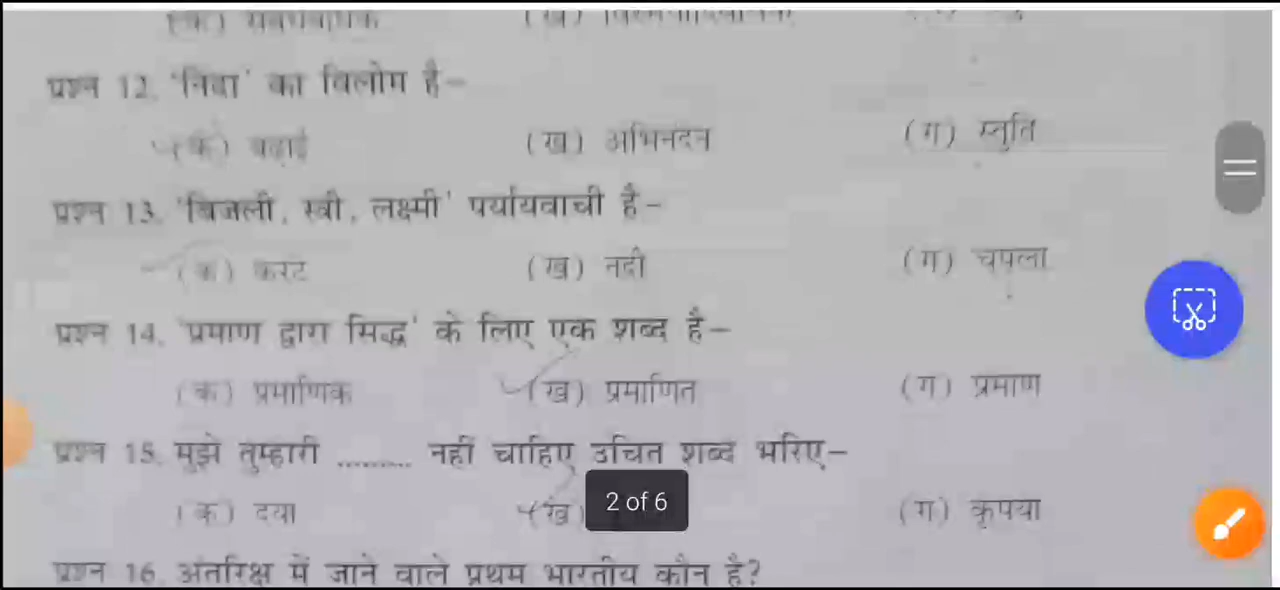 प्रश्न 12. 'निंदा' का विलोम है–
(क) बढ़ाई (ख) अभिनंदन (ग) स्तुति
प्रश्न 13. 'बिजली, स्त्री, लक्ष्मी' पर्यायवाची है–
(क) करंट (ख) नदी (ग) चपला
प्रश्न 14. 'प्रमाण द्वारा सिद्ध' के लिए एक शब्द है–
(क) प्रमाणिक (ख) प्रमाणित (ग) प्रमाण
प्रश्न 15. मुझे तुम्हारी ......... नहीं चाहिए उचित शब्द भरिए–
(क) दया (ख) (ग) कृपया
2 of 6
प्रश्न 16. अंतरिक्ष में जाने वाले प्रथम भारतीय कौन है?